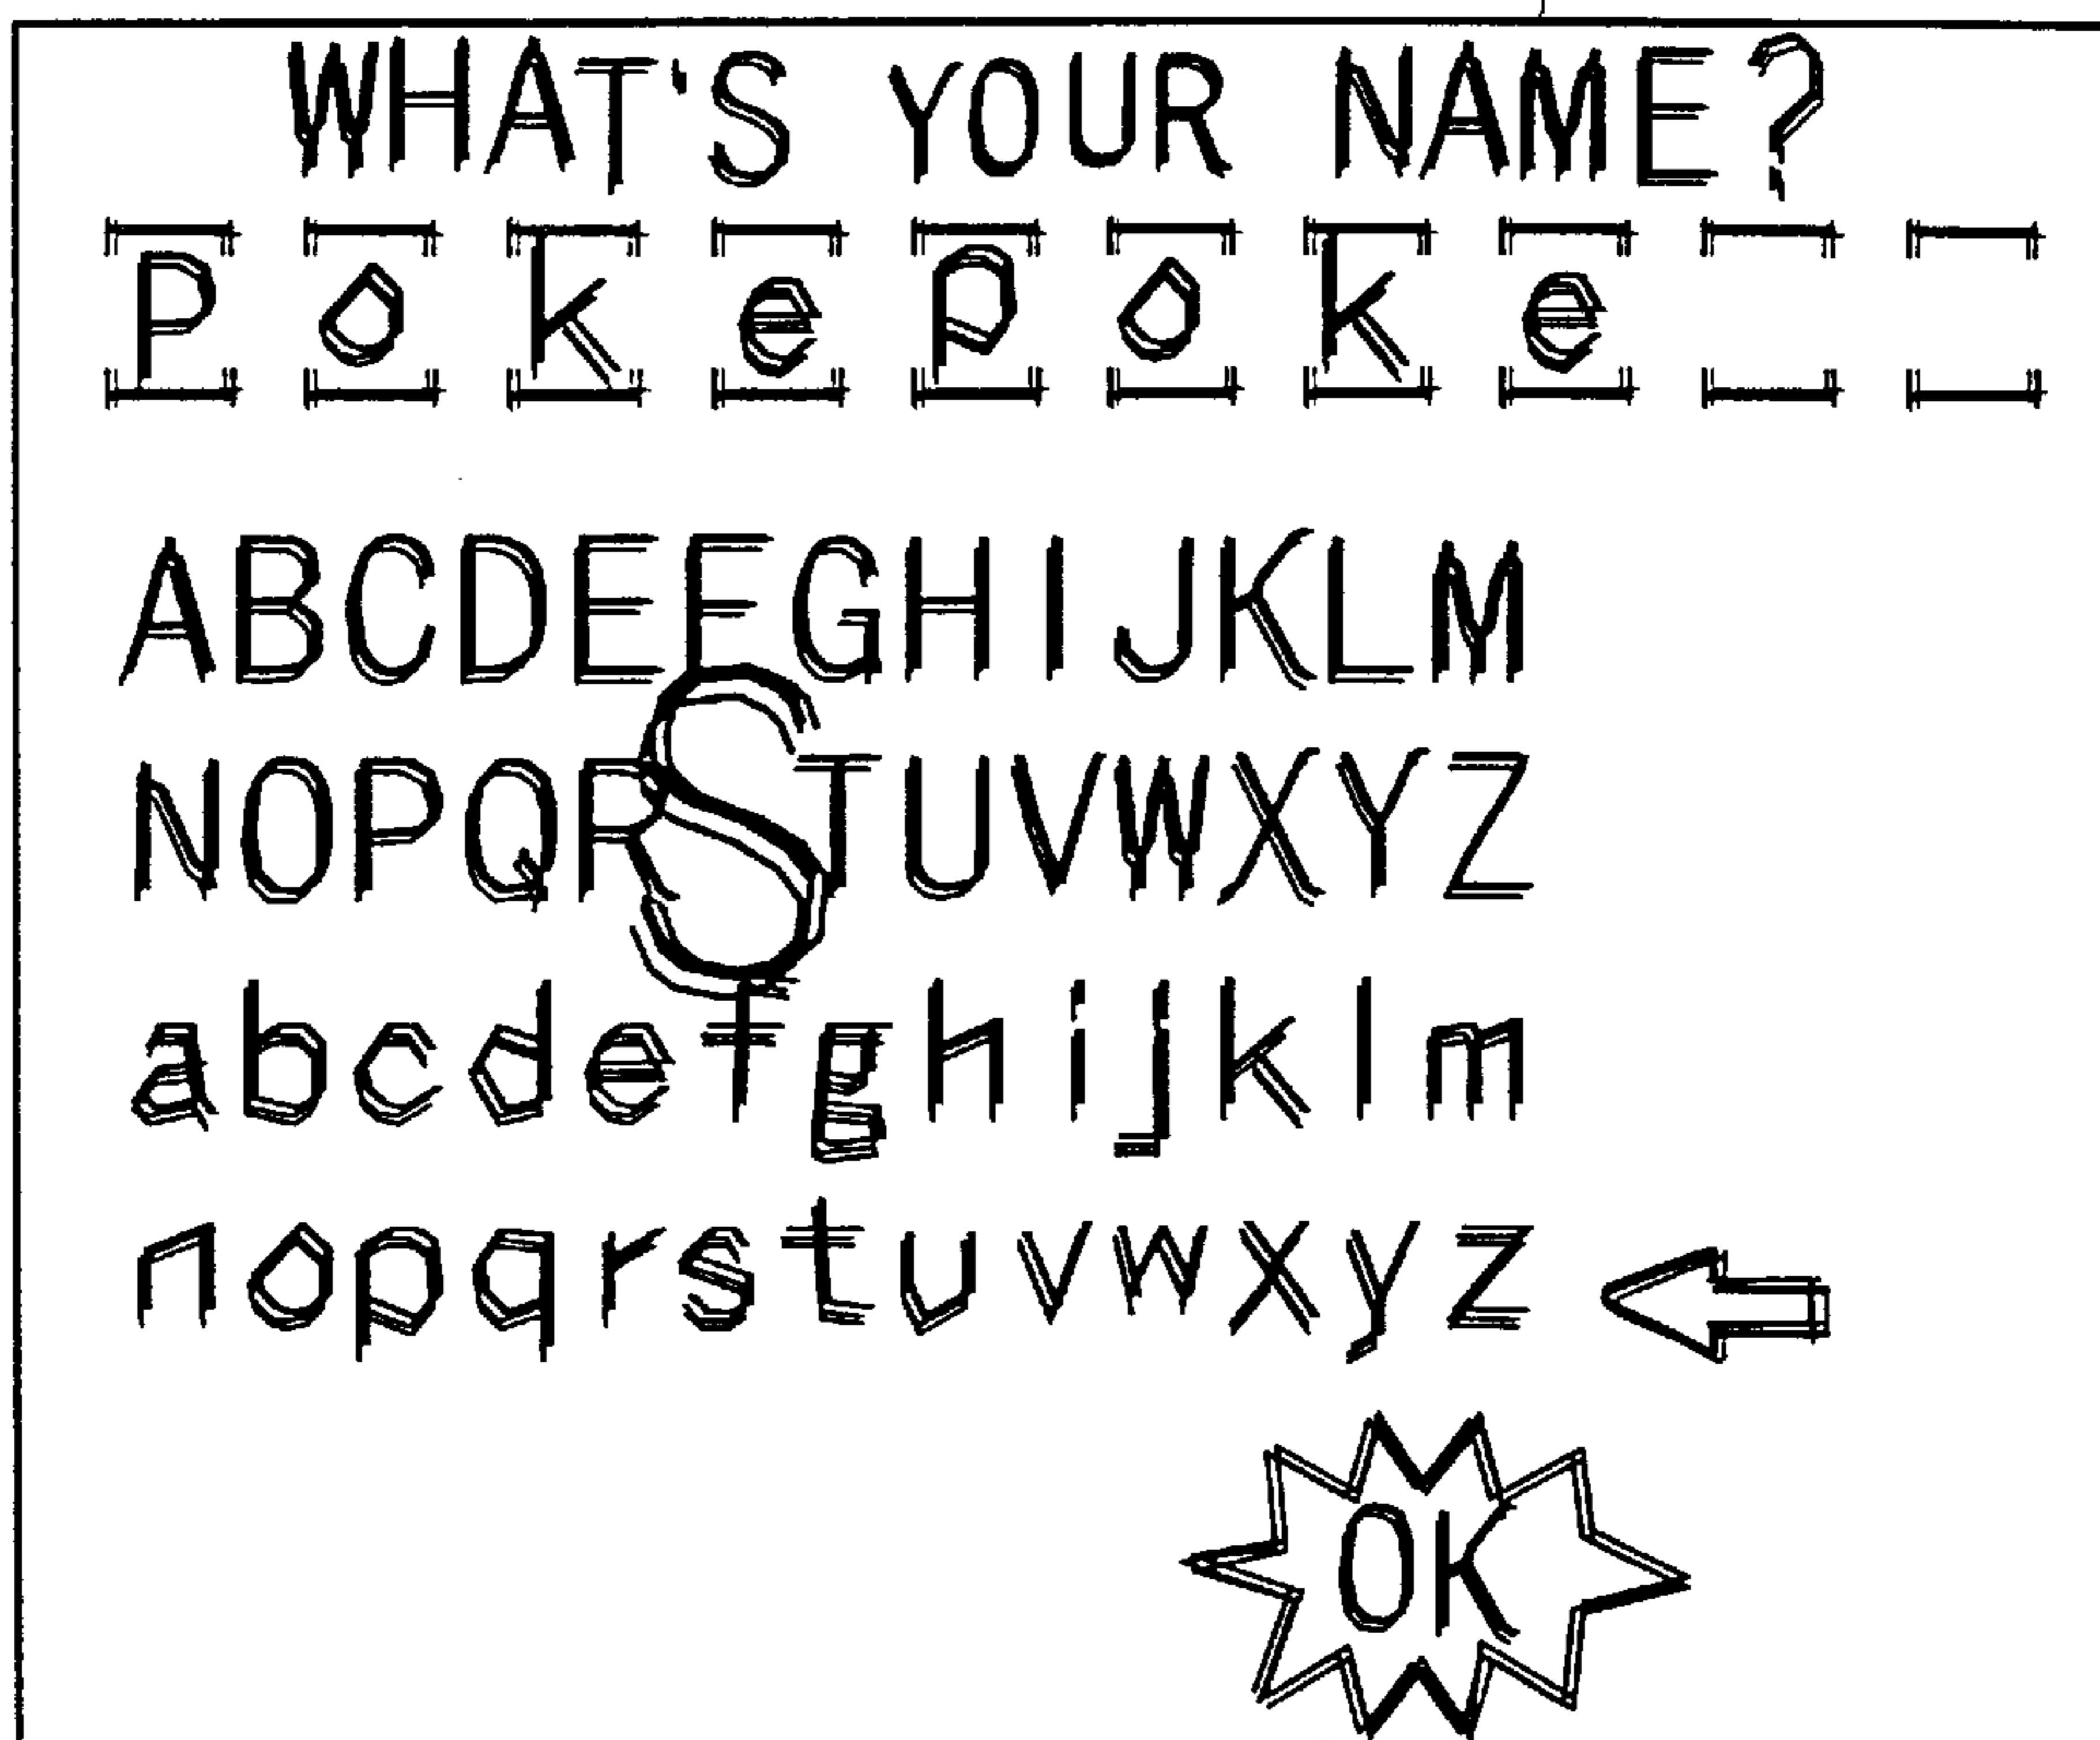 WHAT'S YOUR NAME?
Pokepoke
ABCDEFGHIJKLM
NOPQRSTUVWXYZ
abcdefghijklm
nopqrstuvwxyz
OK